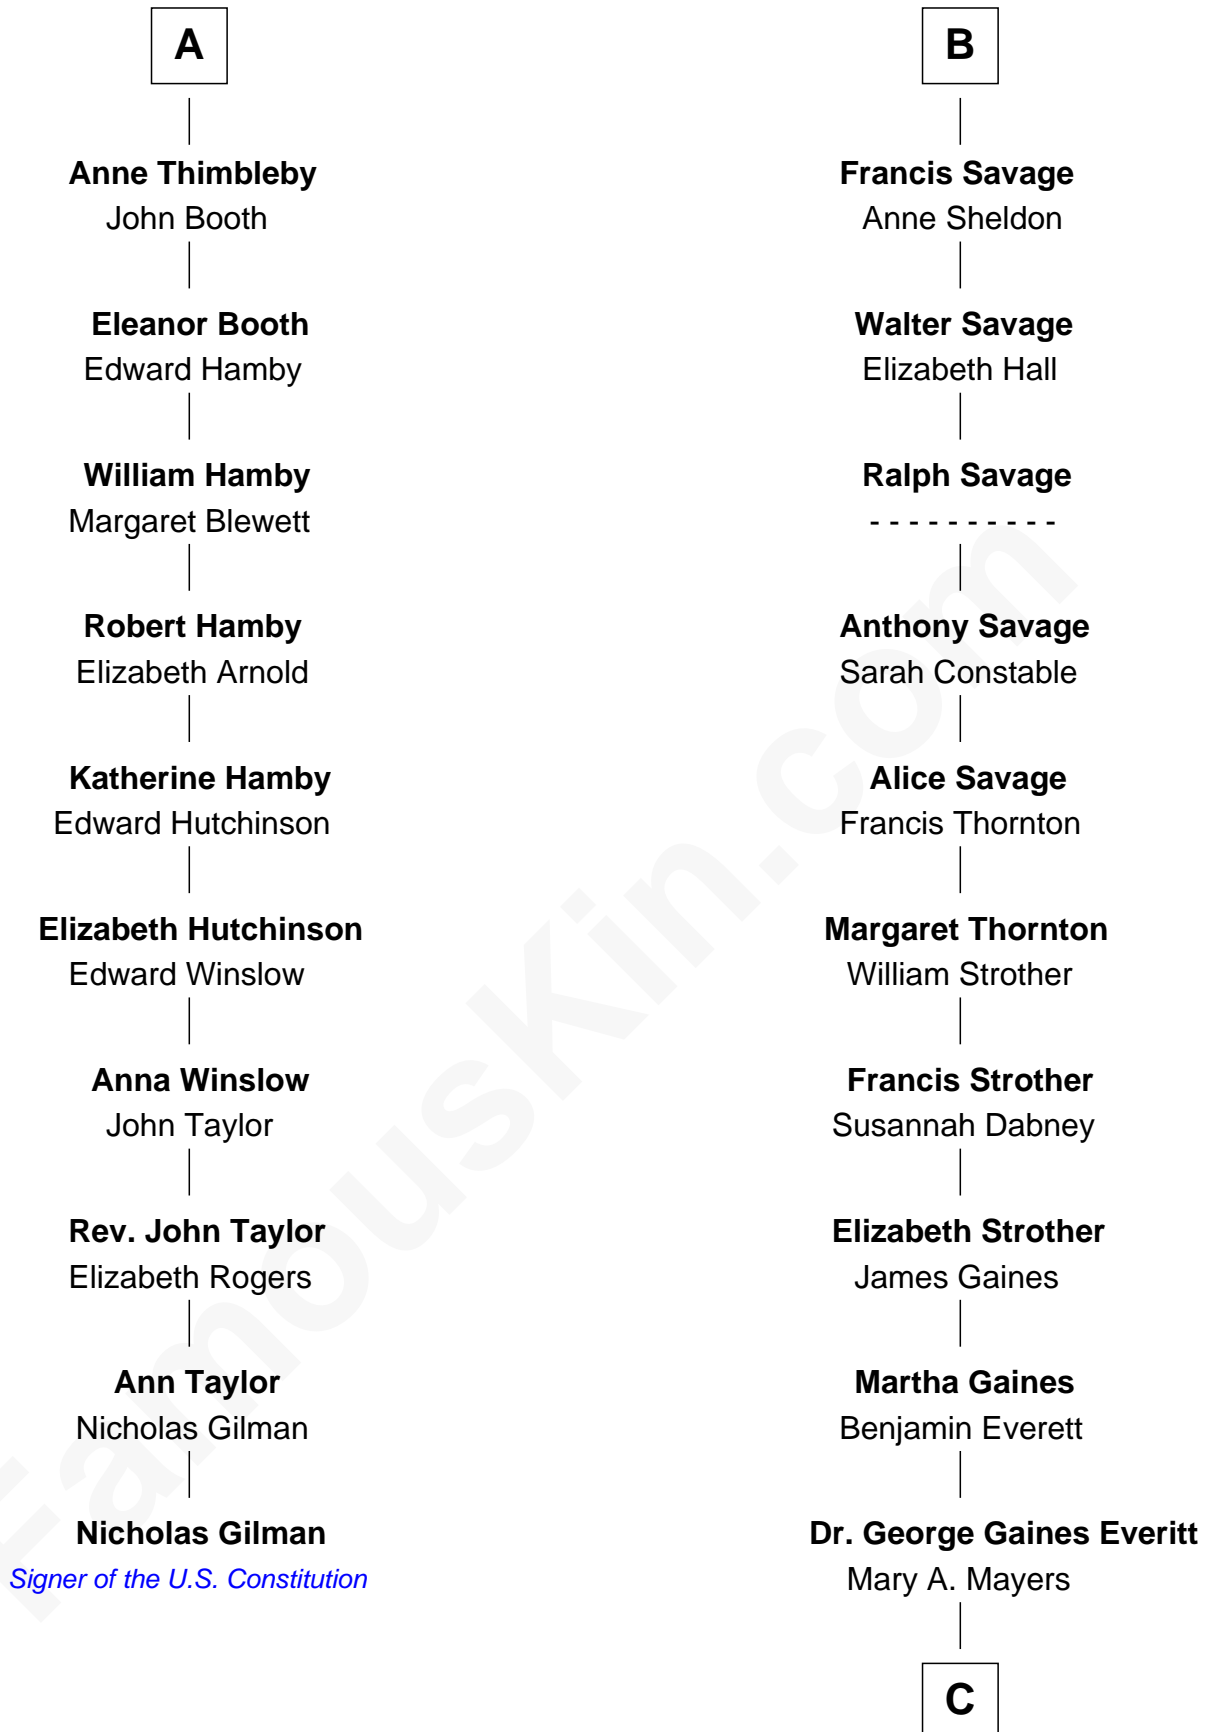 A
Anne Thimbleby
John Booth
Eleanor Booth
Edward Hamby
William Hamby
Margaret Blewett
Robert Hamby
Elizabeth Arnold
Katherine Hamby
Edward Hutchinson
Elizabeth Hutchinson
Edward Winslow
Anna Winslow
John Taylor
Rev. John Taylor
Elizabeth Rogers
Ann Taylor
Nicholas Gilman
Nicholas Gilman
Signer of the U.S. Constitution
B
Francis Savage
Anne Sheldon
Walter Savage
Elizabeth Hall
Ralph Savage
- - - - - - - - - -
Anthony Savage
Sarah Constable
Alice Savage
Francis Thornton
Margaret Thornton
William Strother
Francis Strother
Susannah Dabney
Elizabeth Strother
James Gaines
Martha Gaines
Benjamin Everett
Dr. George Gaines Everitt
Mary A. Mayers
C
FamousKin.com